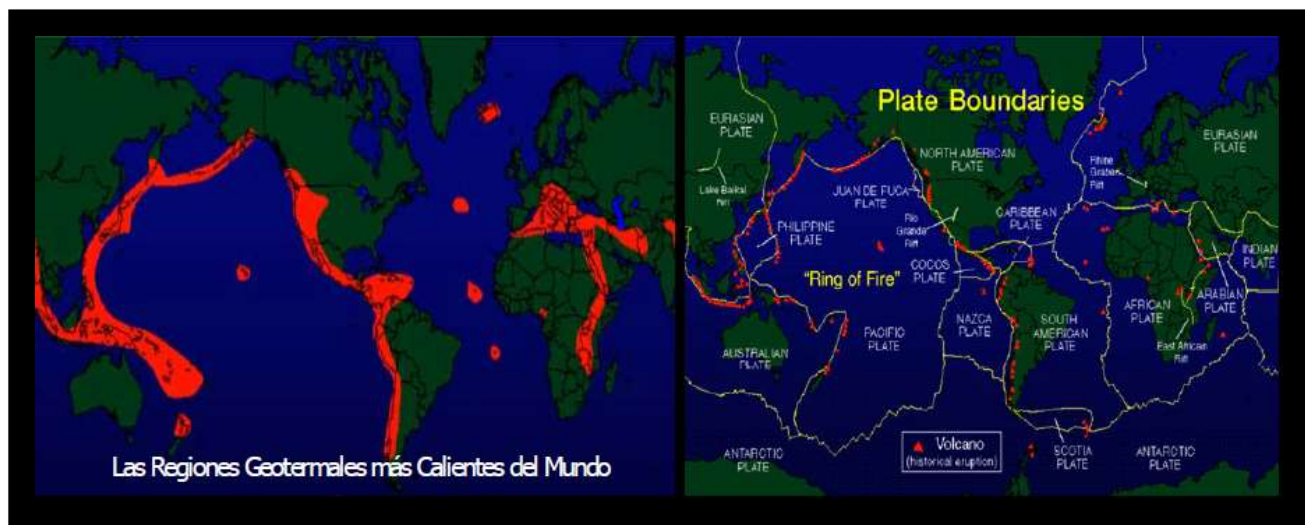 Las Regiones Geotermales más Calientes del Mundo
Plate Boundaries
EURASIAN
PLATE
NORTH AMERICAN
PLATE
EURASIAN
PLATE
Rhine
Graben
Rift
Lake Baikal
Rift
JUAN DE FUCA
PLATE
CARIBBEAN
PLATE
Rio
Grande
Rift
PHILIPPINE
PLATE
INDIAN
PLATE
COCOS
PLATE
"Ring of Fire"
ARABIAN
PLATE
AFRICAN
PLATE
NAZCA
PLATE
SOUTH
AMERICAN
PLATE
PACIFIC
PLATE
East African
Rift
AUSTRALIAN
PLATE
Volcano
(historical eruption)
ANTARCTIC
PLATE
SCOTIA
PLATE
ANTARCTIC
PLATE